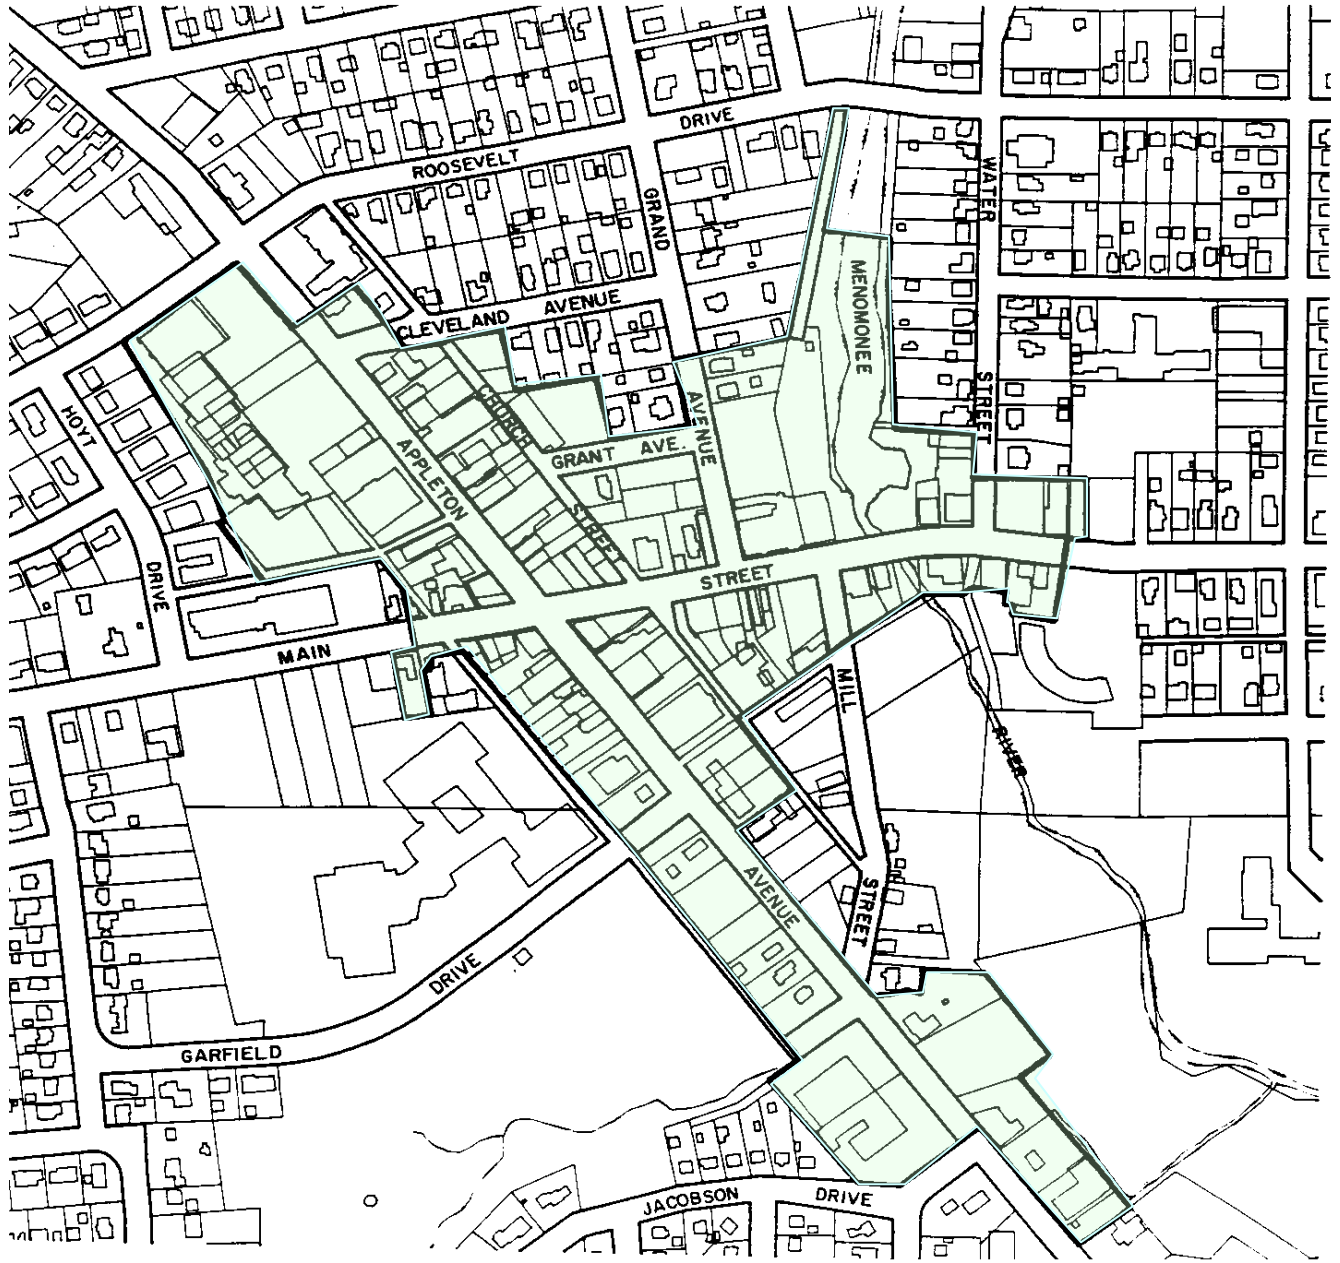 DRIVE
ROOSEVELT
WATER
GRAND
MENOMONEE
AVENUE
CLEVELAND
STREET
CHURCH
AVENUE
HOYT
APPLETON
GRANT AVE.
STREET
DRIVE
STREET
MAIN
MILL
RIVER
AVENUE
STREET
DRIVE
GARFIELD
JACOBSON DRIVE